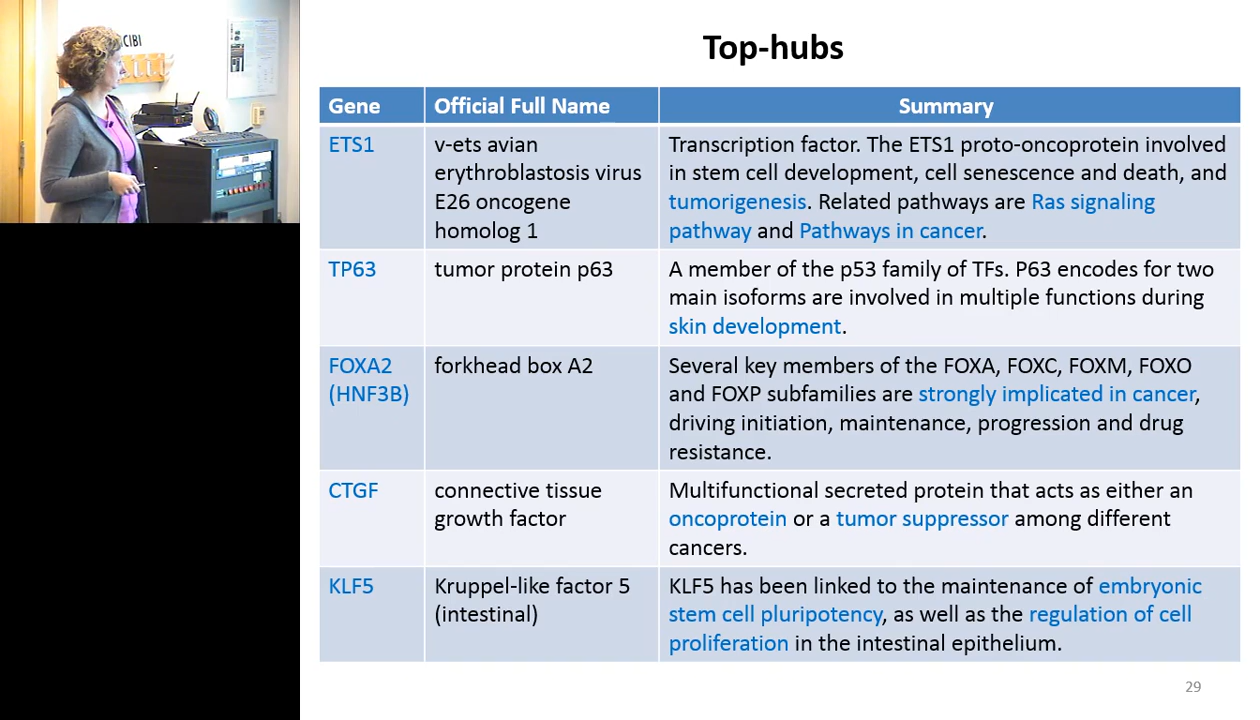 CIBI
Top-hubs
Gene
Official Full Name
Summary
ETS1
v-ets avian
erythroblastosis virus
E26 oncogene
homolog 1
Transcription factor. The ETS1 proto-oncoprotein involved
in stem cell development, cell senescence and death, and
tumorigenesis. Related pathways are Ras signaling
pathway and Pathways in cancer.
TP63
tumor protein p63
A member of the p53 family of TFs. P63 encodes for two
main isoforms are involved in multiple functions during
skin development.
FOXA2
(HNF3B)
forkhead box A2
Several key members of the FOXA, FOXC, FOXM, FOXO
and FOXP subfamilies are strongly implicated in cancer,
driving initiation, maintenance, progression and drug
resistance.
CTGF
connective tissue
growth factor
Multifunctional secreted protein that acts as either an
oncoprotein or a tumor suppressor among different
cancers.
KLF5
Kruppel-like factor 5
(intestinal)
KLF5 has been linked to the maintenance of embryonic
stem cell pluripotency, as well as the regulation of cell
proliferation in the intestinal epithelium.
29